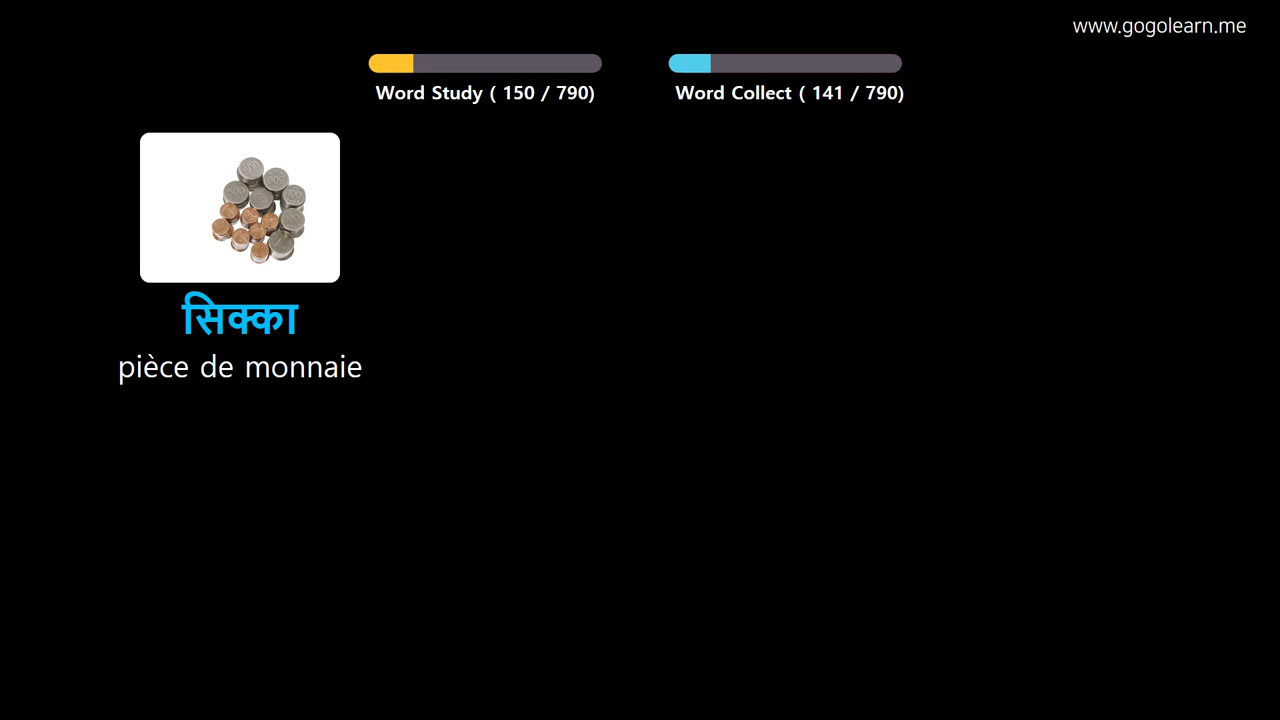 www.gogolearn.me
Word Study ( 150 / 790)
Word Collect ( 141 / 790)
सिक्का
pièce de monnaie